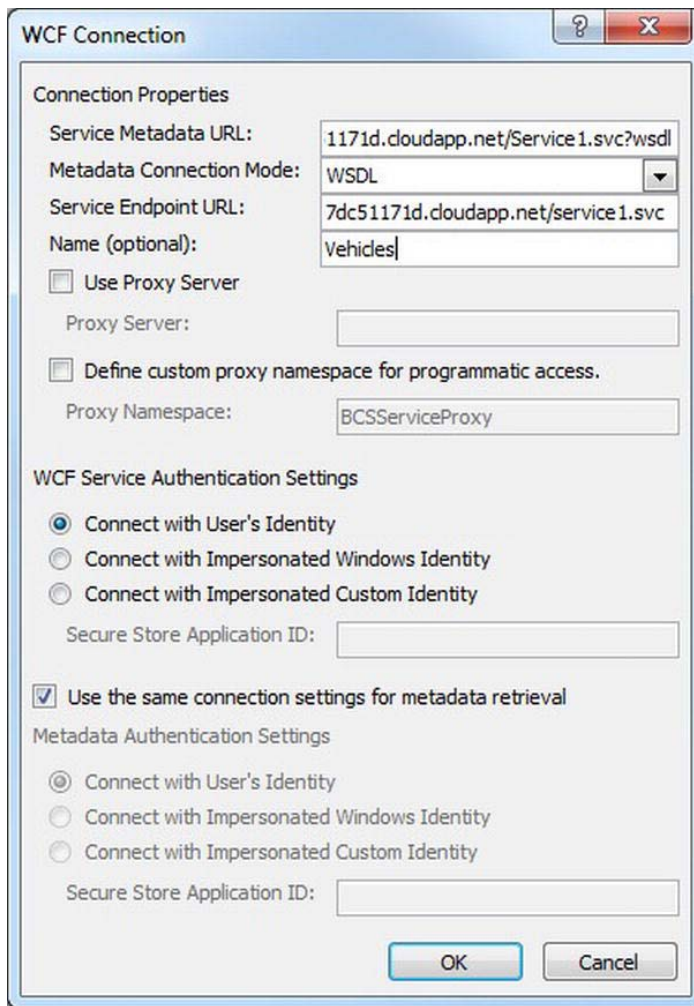 WCF Connection
Connection Properties
Service Metadata URL: 1171d.cloudapp.net/Service1.svc?wsdl
Metadata Connection Mode: WSDL
Service Endpoint URL: 7dc51171d.cloudapp.net/service1.svc
Name (optional): Vehicles
Use Proxy Server
Proxy Server:
Define custom proxy namespace for programmatic access.
Proxy Namespace: BCSServiceProxy
WCF Service Authentication Settings
Connect with User's Identity
Connect with Impersonated Windows Identity
Connect with Impersonated Custom Identity
Secure Store Application ID:
Use the same connection settings for metadata retrieval
Metadata Authentication Settings
Connect with User's Identity
Connect with Impersonated Windows Identity
Connect with Impersonated Custom Identity
Secure Store Application ID:
OK Cancel